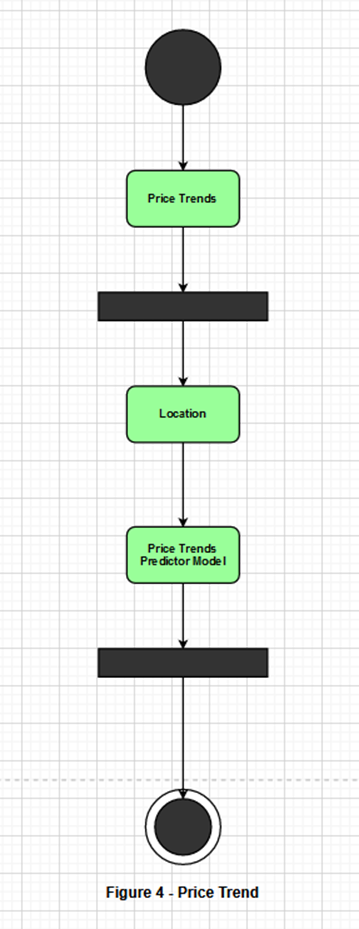 Price Trends
Location
Price Trends
Predictor Model
Figure 4 - Price Trend